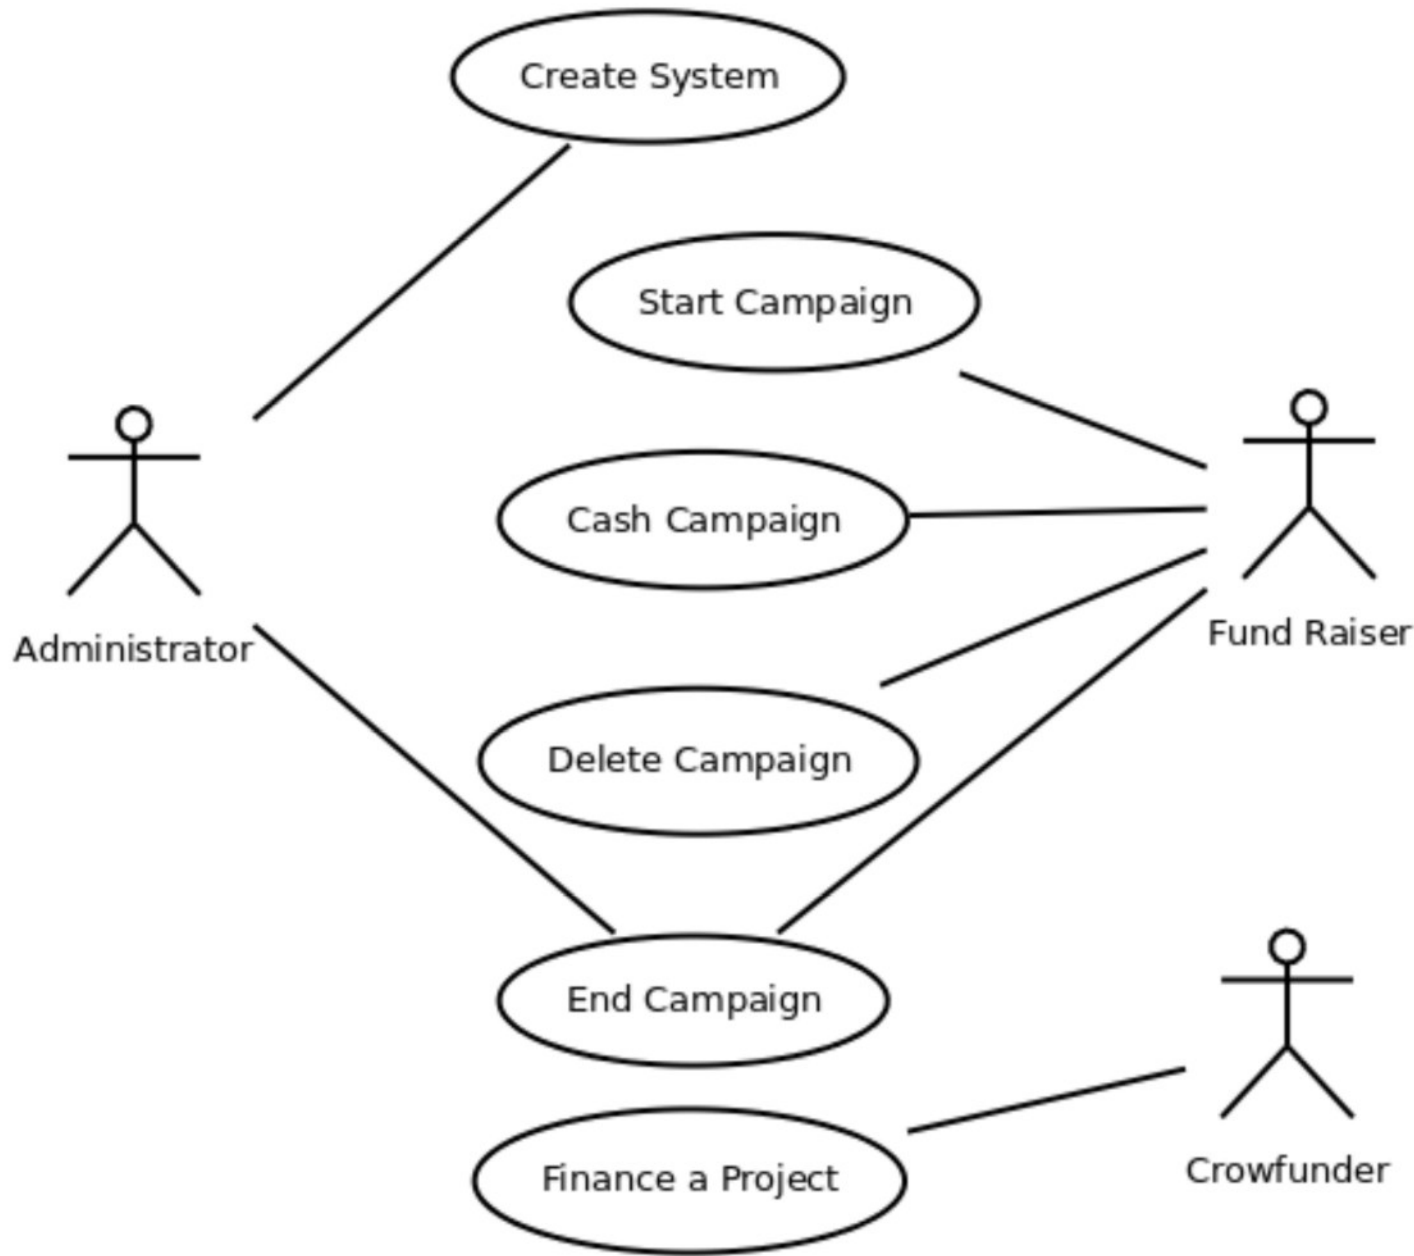 Create System
Start Campaign
Cash Campaign
Administrator
Fund Raiser
Delete Campaign
End Campaign
Finance a Project
Crowfunder